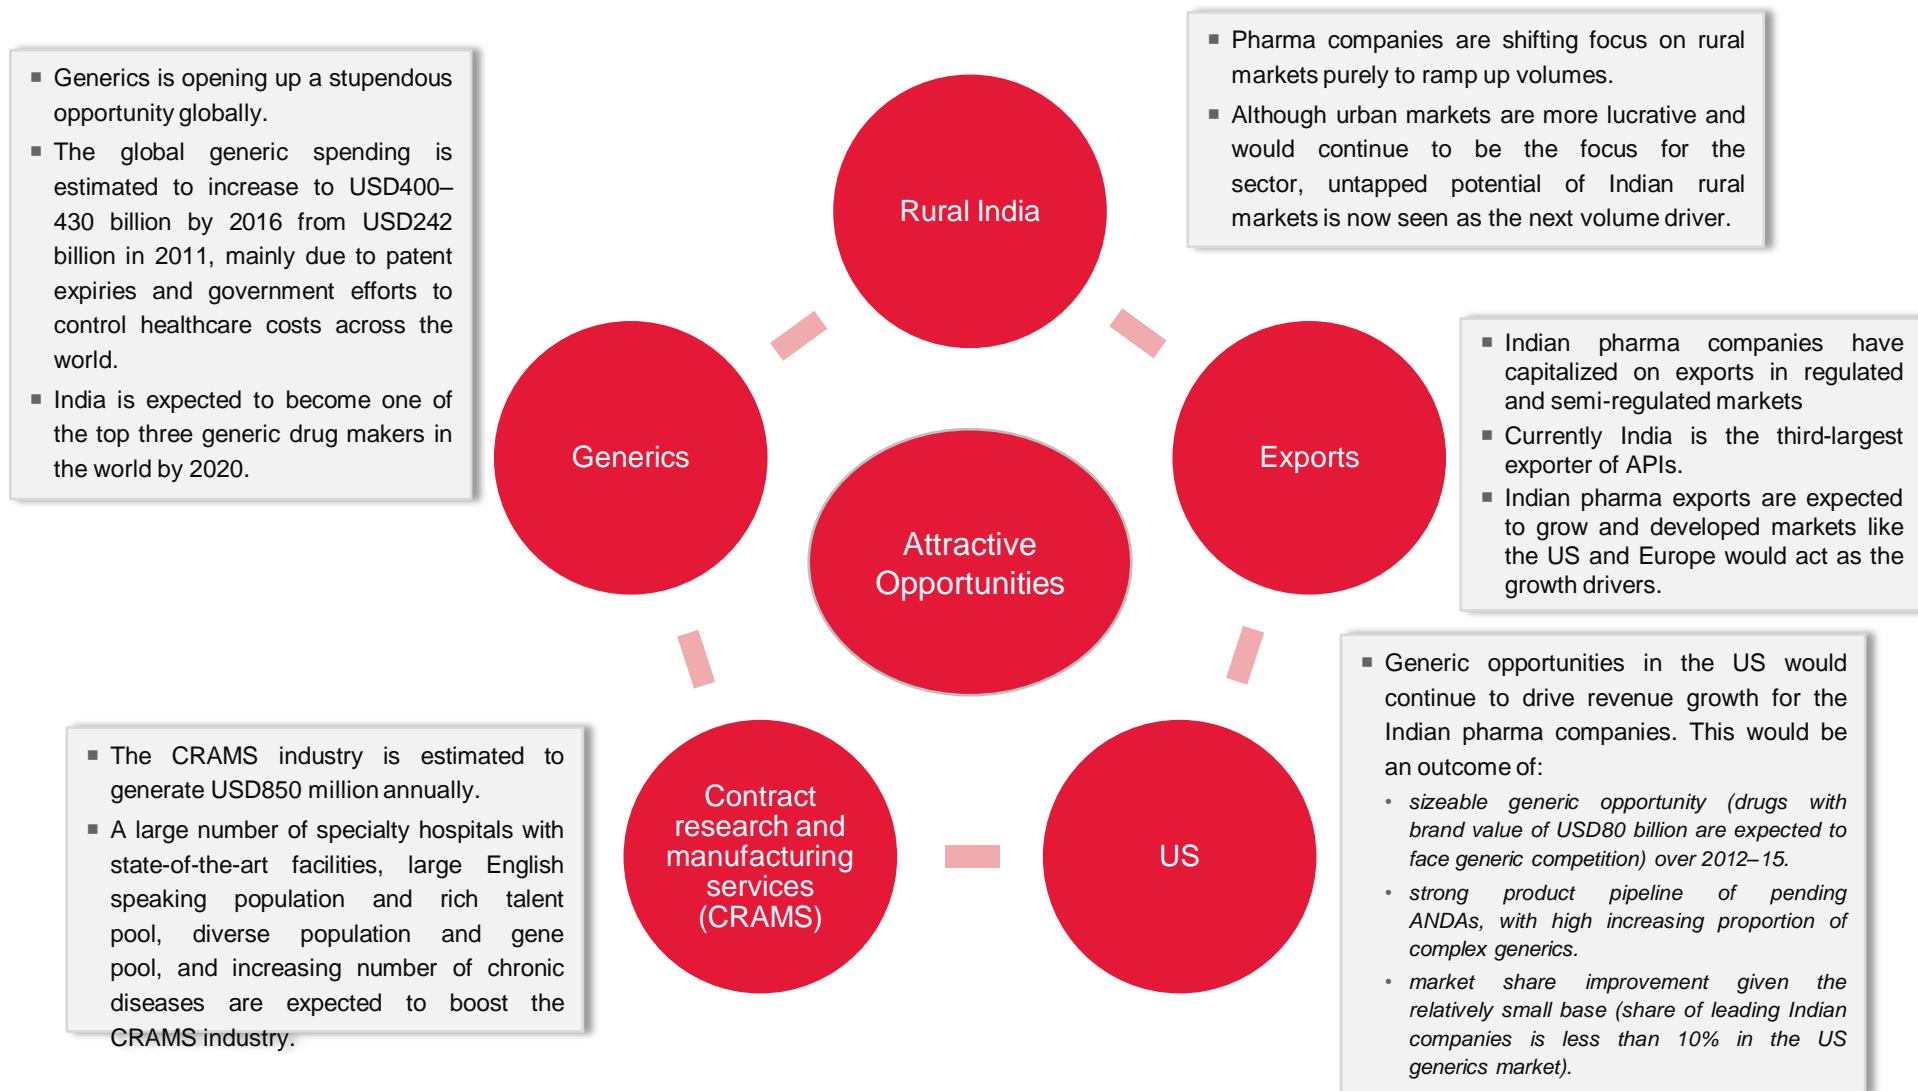 ▪ Generics is opening up a stupendous
opportunity globally.
▪ The global generic spending is
estimated to increase to USD400–
430 billion by 2016 from USD242
billion in 2011, mainly due to patent
expiries and government efforts to
control healthcare costs across the
world.
▪ India is expected to become one of
the top three generic drug makers in
the world by 2020.
▪ Pharma companies are shifting focus on rural
markets purely to ramp up volumes.
▪ Although urban markets are more lucrative and
would continue to be the focus for the
sector, untapped potential of Indian rural
markets is now seen as the next volume driver.
Rural India
▪ Indian pharma companies have
capitalized on exports in regulated
and semi-regulated markets
▪ Currently India is the third-largest
exporter of APIs.
▪ Indian pharma exports are expected
to grow and developed markets like
the US and Europe would act as the
growth drivers.
Generics
Exports
Attractive
Opportunities
▪ The CRAMS industry is estimated to
generate USD850 million annually.
▪ A large number of specialty hospitals with
state-of-the-art facilities, large English
speaking population and rich talent
pool, diverse population and gene
pool, and increasing number of chronic
diseases are expected to boost the
CRAMS industry.
Contract
research and
manufacturing
services
(CRAMS)
US
▪ Generic opportunities in the US would
continue to drive revenue growth for the
Indian pharma companies. This would be
an outcome of:
• sizeable generic opportunity (drugs with
brand value of USD80 billion are expected to
face generic competition) over 2012–15.
• strong product pipeline of pending
ANDAs, with high increasing proportion of
complex generics.
• market share improvement given the
relatively small base (share of leading Indian
companies is less than 10% in the US
generics market).